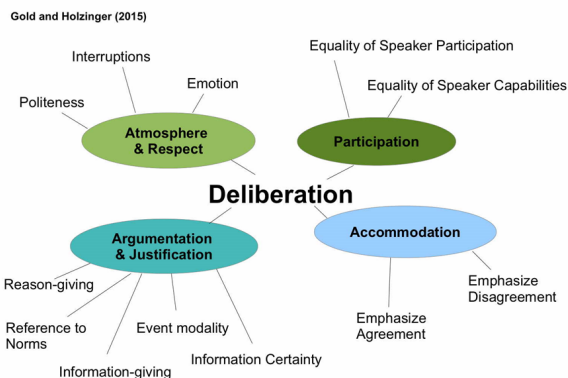 Gold and Holzinger (2015)
Interruptions
Emotion
Politeness
Atmosphere
& Respect
Equality of Speaker Participation
Equality of Speaker Capabilities
Participation
Deliberation
Argumentation
& Justification
Accommodation
Reason-giving
Reference to
Norms
Information-giving
Event modality
Information Certainty
Emphasize
Agreement
Emphasize
Disagreement